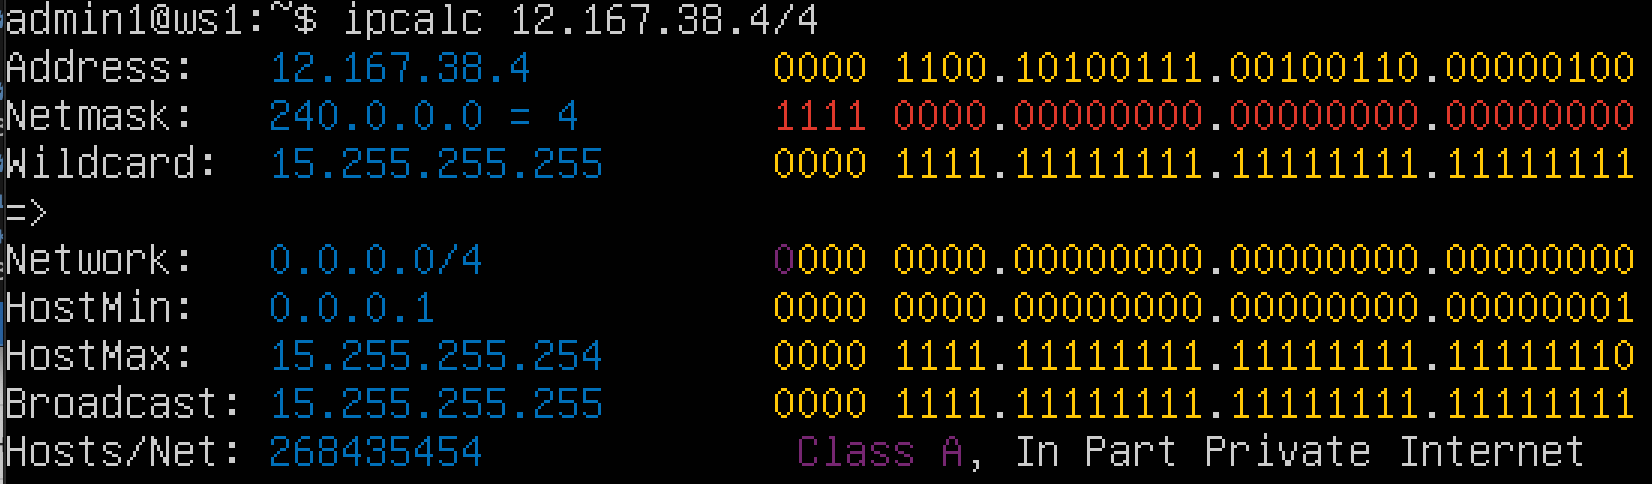 admin1@ws1:~$ ipcalc 12.167.38.4/4
Address:   12.167.38.4          0000 1100.10100111.00100110.00000100
Netmask:   240.0.0.0 = 4        1111 0000.00000000.00000000.00000000
Wildcard:  15.255.255.255       0000 1111.11111111.11111111.11111111
=>
Network:   0.0.0.0/4            0000 0000.00000000.00000000.00000000
HostMin:   0.0.0.1              0000 0000.00000000.00000000.00000001
HostMax:   15.255.255.254       0000 1111.11111111.11111111.11111110
Broadcast: 15.255.255.255       0000 1111.11111111.11111111.11111111
Hosts/Net: 268435454             Class A, In Part Private Internet